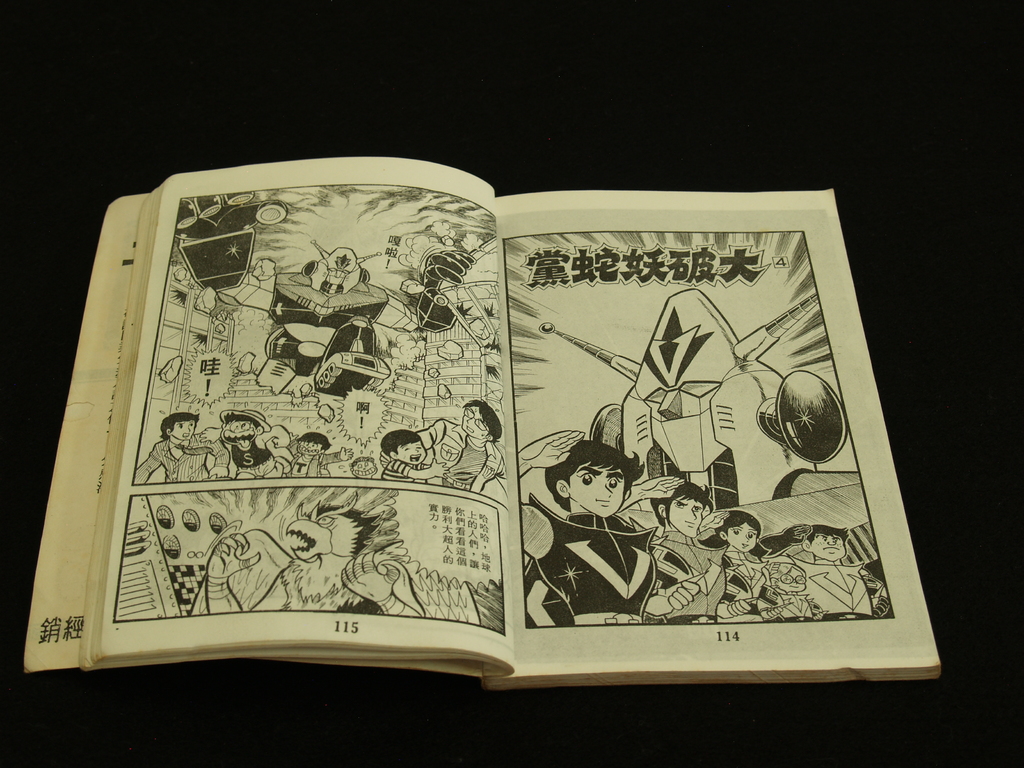 4 大破妖蛇黨
114
嘎啦！
啊！
哇！
S
T
哈哈哈，地球
上的人們，讓
你們看看這個
勝利大超人的
實力。
115
經銷